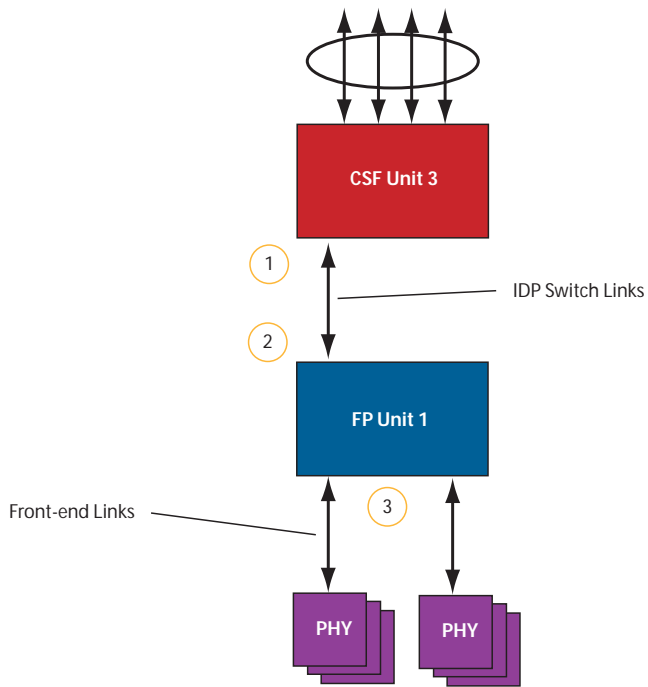 CSF Unit 3
1
IDP Switch Links
2
FP Unit 1
Front-end Links
3
PHY
PHY